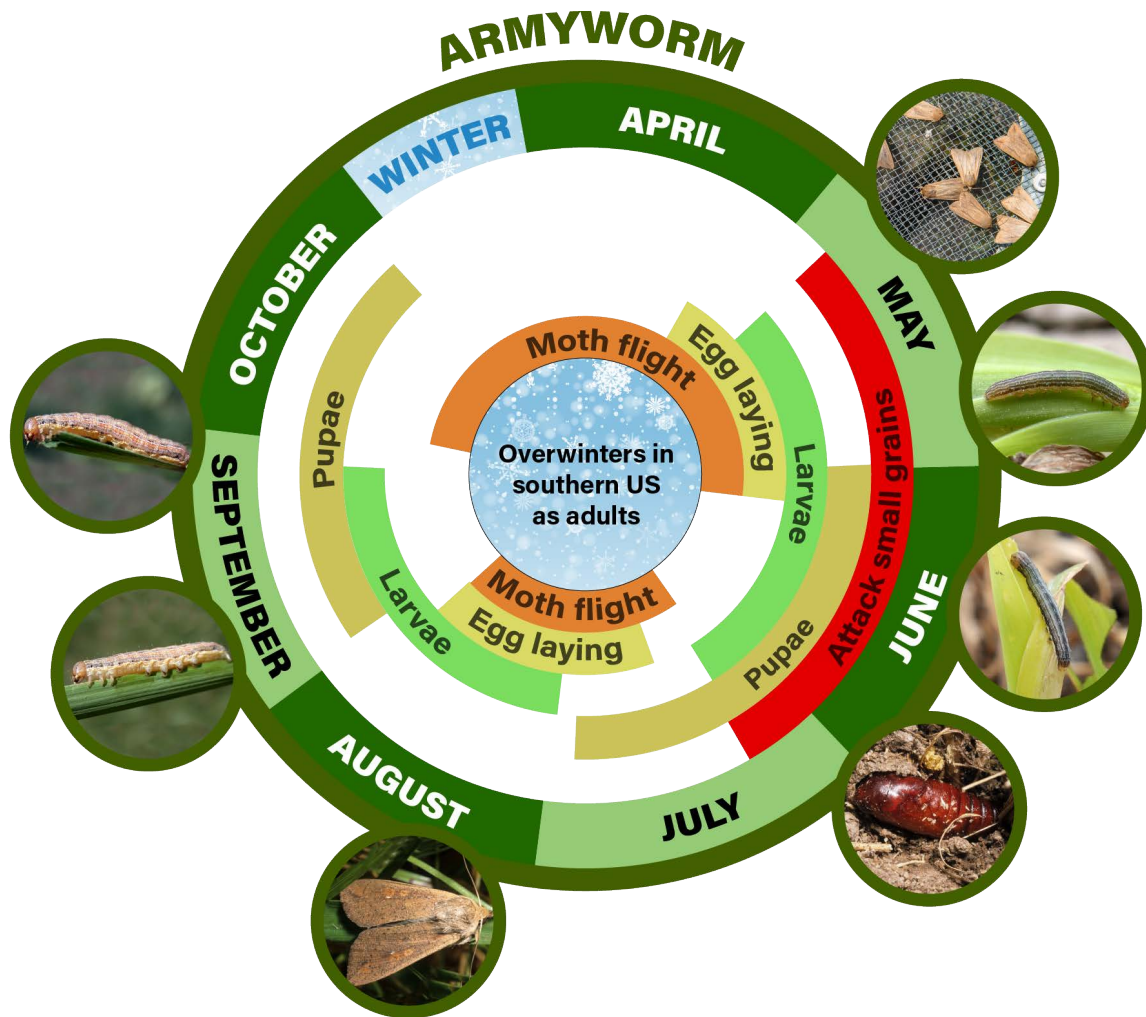 ARMYWORM
WINTER
APRIL
MAY
JUNE
JULY
AUGUST
SEPTEMBER
OCTOBER
Moth flight
Egg laying
Larvae
Pupae
Attack small grains
Overwinters in
southern US
as adults
Moth flight
Egg laying
Larvae
Pupae